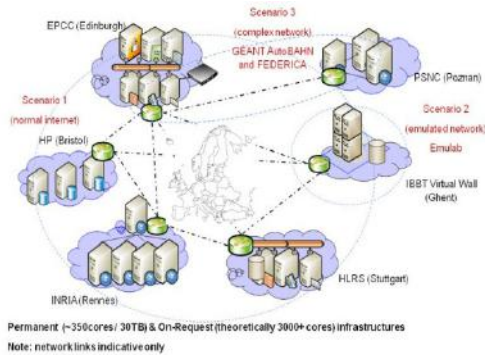 EPCC (Edinburgh)
Scenario 3
(complex network)
GÉANT AutoBAHN
and FEDERICA
PSNC (Poznan)
Scenario 1
(normal internet)
HP (Bristol)
Scenario 2
(emulated network)
Emulab
IBBT Virtual Wall
(Ghent)
INRIA (Rennes)
HLRS (Stuttgart)
Permanent (~350cores/ 30TB) & On-Request (theoretically 3000+ cores) infrastructures
Note: network links indicative only